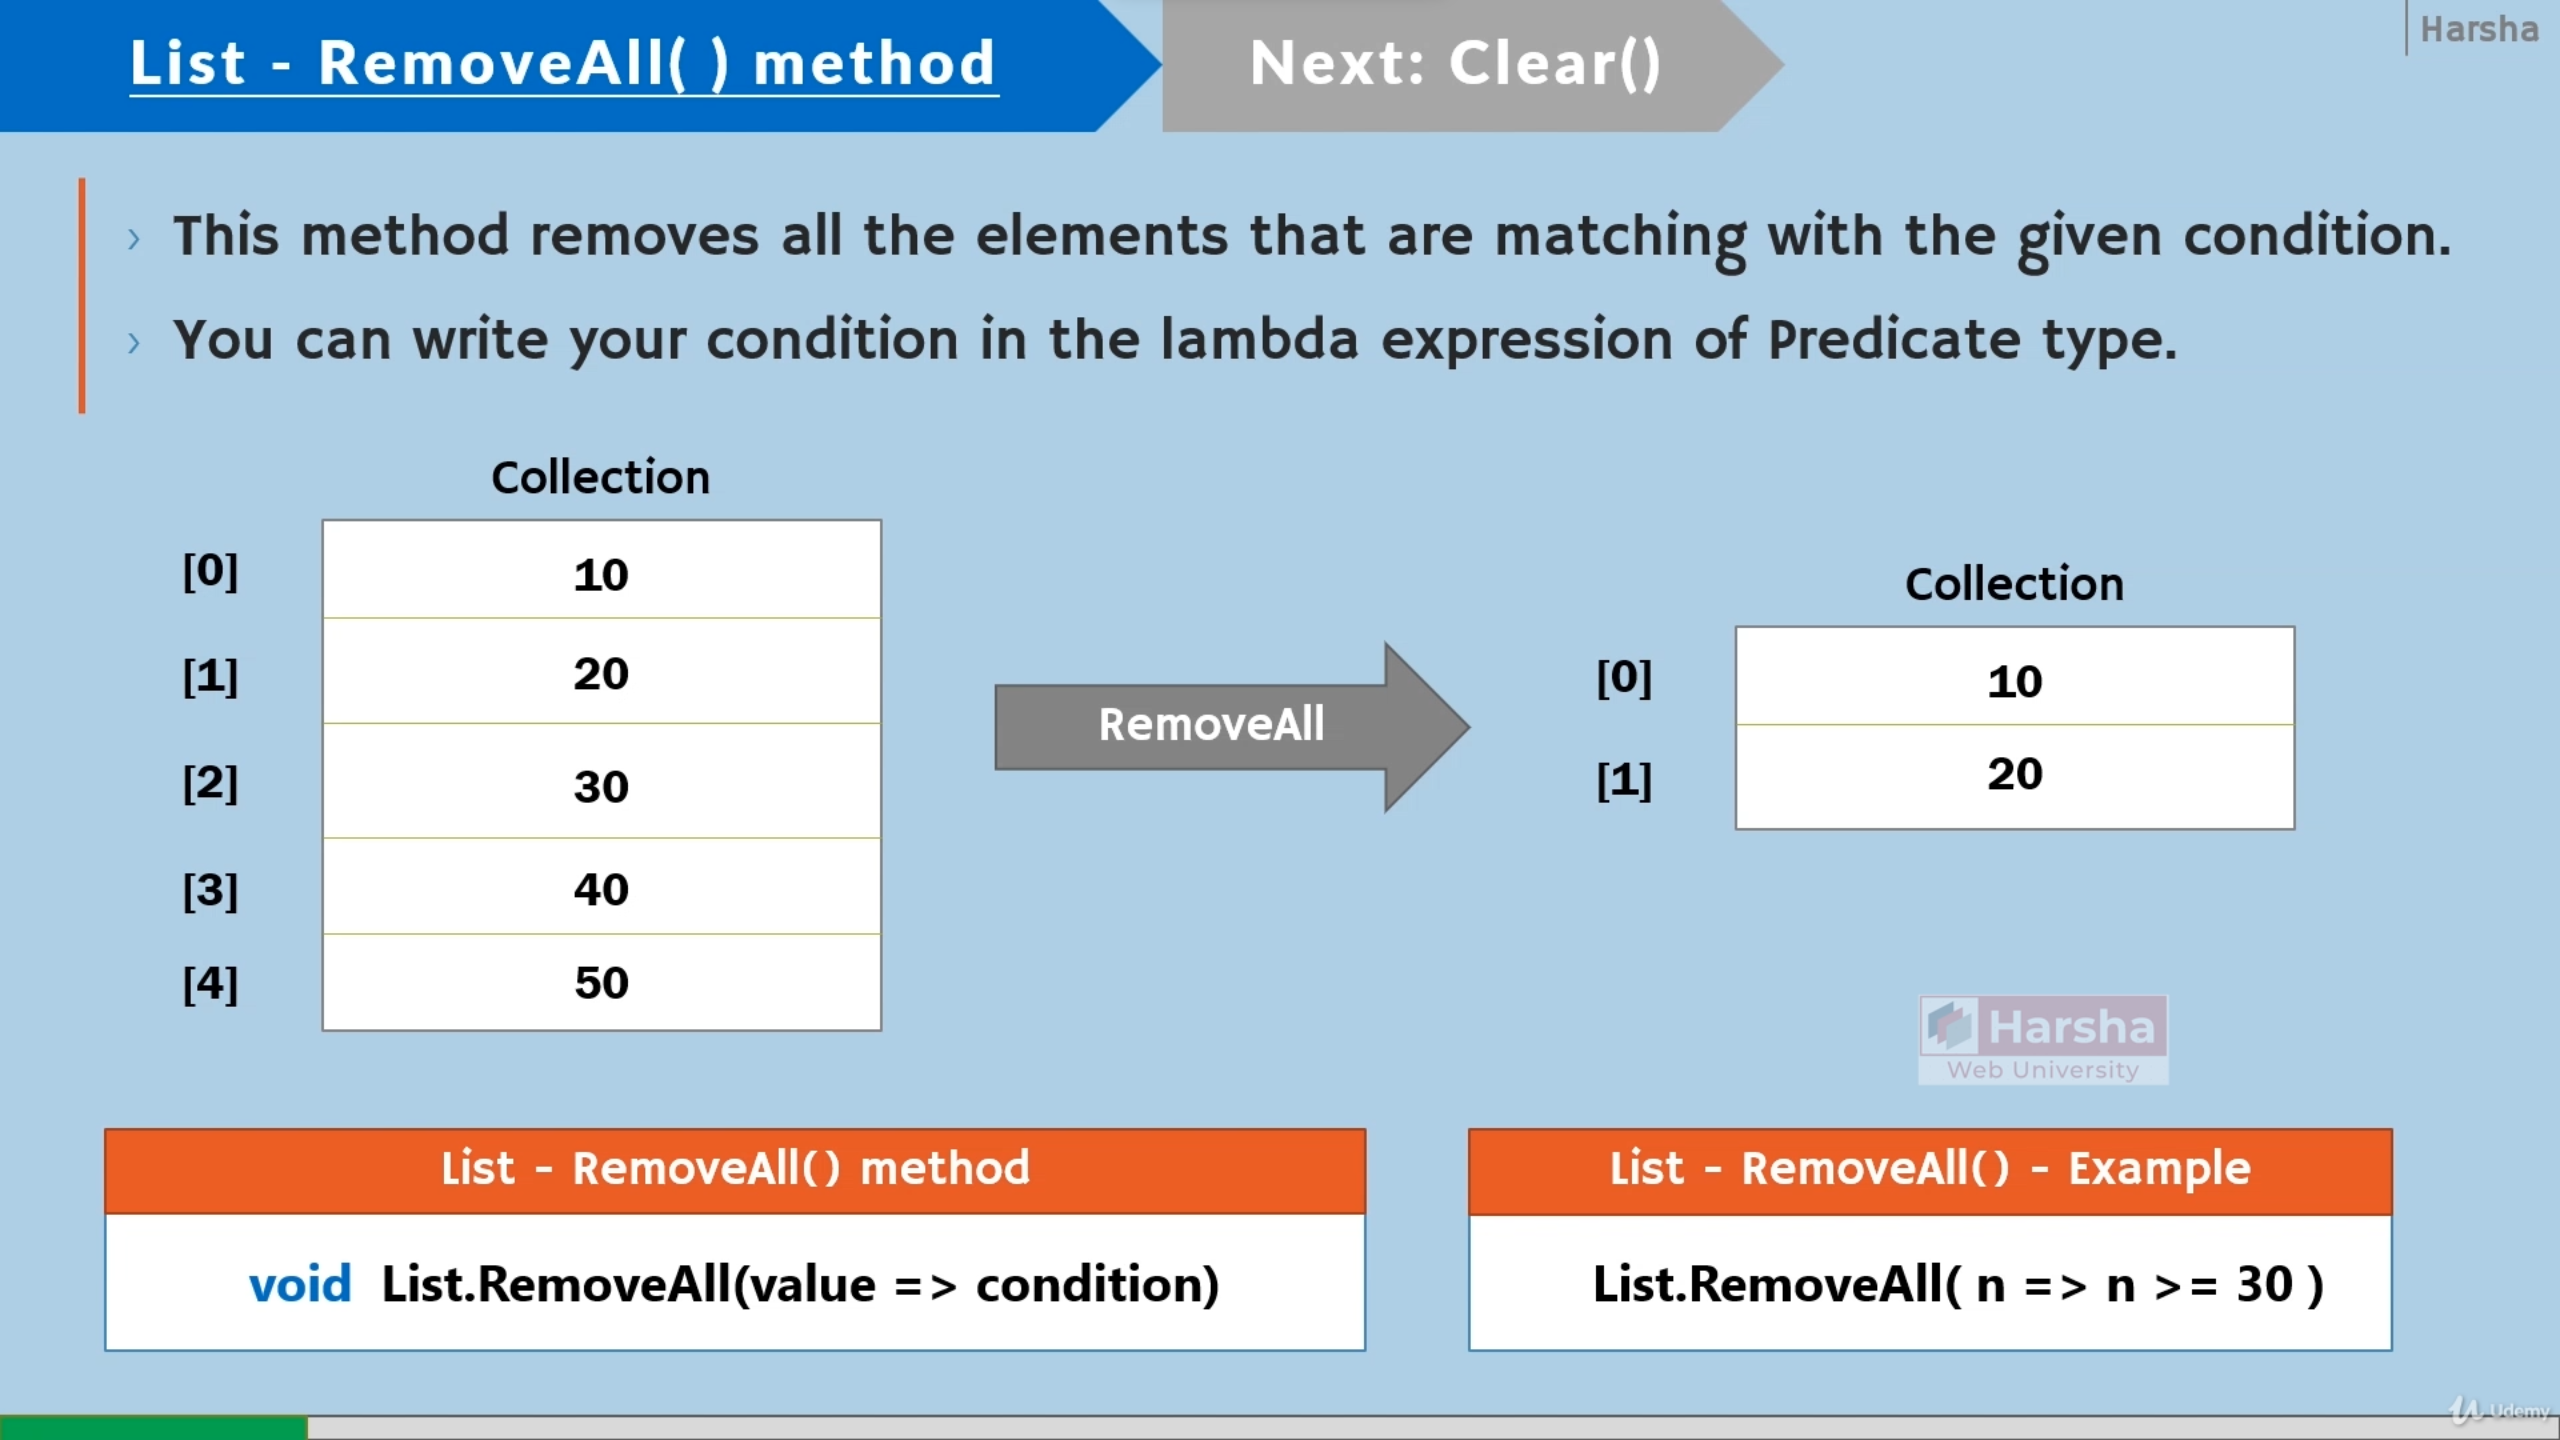 List - RemoveAll( ) method
Next: Clear()
Harsha
› This method removes all the elements that are matching with the given condition.
› You can write your condition in the lambda expression of Predicate type.
Collection
[0] 10
[1] 20
[2] 30
[3] 40
[4] 50
RemoveAll
Collection
[0] 10
[1] 20
Harsha
Web University
List - RemoveAll() method
void List.RemoveAll(value => condition)
List - RemoveAll() - Example
List.RemoveAll( n => n >= 30 )
Udemy